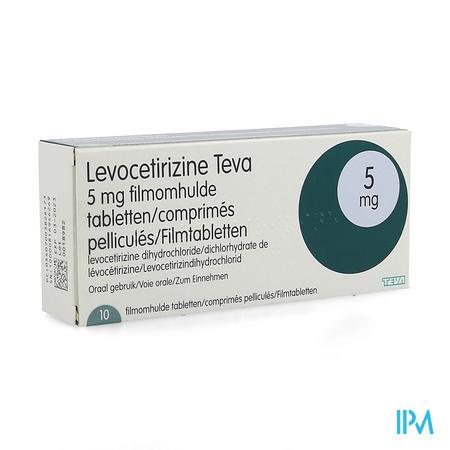 Levocetirizine Teva
5 mg filmomhulde
tabletten/comprimés
pelliculés/Filmtabletten
levocetirizine dihydrochloride/dichlorhydrate de
lévocétirizine/Levocetirizindihydrochlorid
Oraal gebruik/Voie orale/Zum Einnehmen
10 filmomhulde tabletten/comprimés pelliculés/Filmtabletten
5
mg
TEVA
IPM